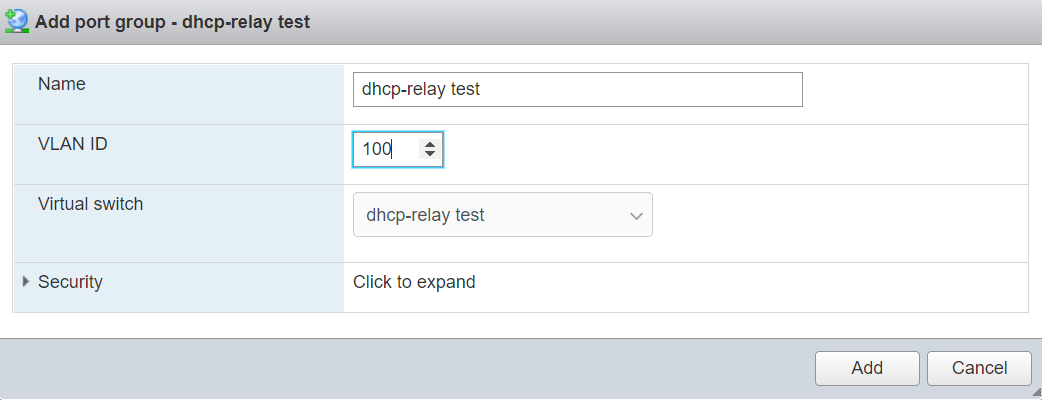 Add port group - dhcp-relay test
Name
dhcp-relay test
VLAN ID
100
Virtual switch
dhcp-relay test
Security
Click to expand
Add
Cancel